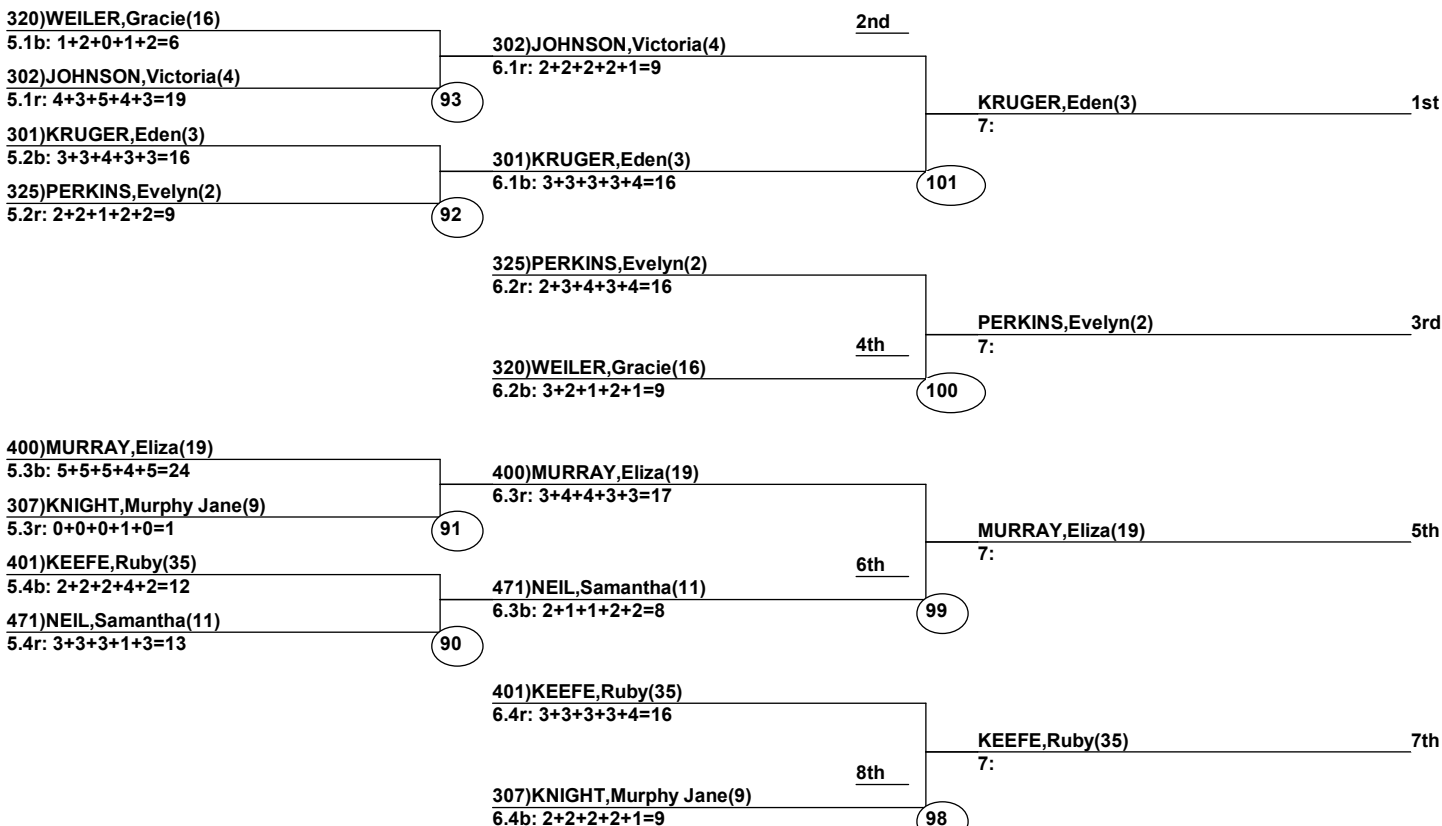 320)WEILER,Gracie(16)
5.1b: 1+2+0+1+2=6
302)JOHNSON,Victoria(4)
5.1r: 4+3+5+4+3=19
93
301)KRUGER,Eden(3)
5.2b: 3+3+4+3+3=16
325)PERKINS,Evelyn(2)
5.2r: 2+2+1+2+2=9
92
2nd
302)JOHNSON,Victoria(4)
6.1r: 2+2+2+2+1=9
301)KRUGER,Eden(3)
6.1b: 3+3+3+3+4=16
101
KRUGER,Eden(3)
7:
1st
325)PERKINS,Evelyn(2)
6.2r: 2+3+4+3+4=16
4th
320)WEILER,Gracie(16)
6.2b: 3+2+1+2+1=9
100
PERKINS,Evelyn(2)
7:
3rd
400)MURRAY,Eliza(19)
5.3b: 5+5+5+4+5=24
307)KNIGHT,Murphy Jane(9)
5.3r: 0+0+0+1+0=1
91
401)KEEFE,Ruby(35)
5.4b: 2+2+2+4+2=12
471)NEIL,Samantha(11)
5.4r: 3+3+3+1+3=13
90
400)MURRAY,Eliza(19)
6.3r: 3+4+4+3+3=17
6th
471)NEIL,Samantha(11)
6.3b: 2+1+1+2+2=8
99
MURRAY,Eliza(19)
7:
5th
401)KEEFE,Ruby(35)
6.4r: 3+3+3+3+4=16
8th
307)KNIGHT,Murphy Jane(9)
6.4b: 2+2+2+2+1=9
98
KEEFE,Ruby(35)
7:
7th